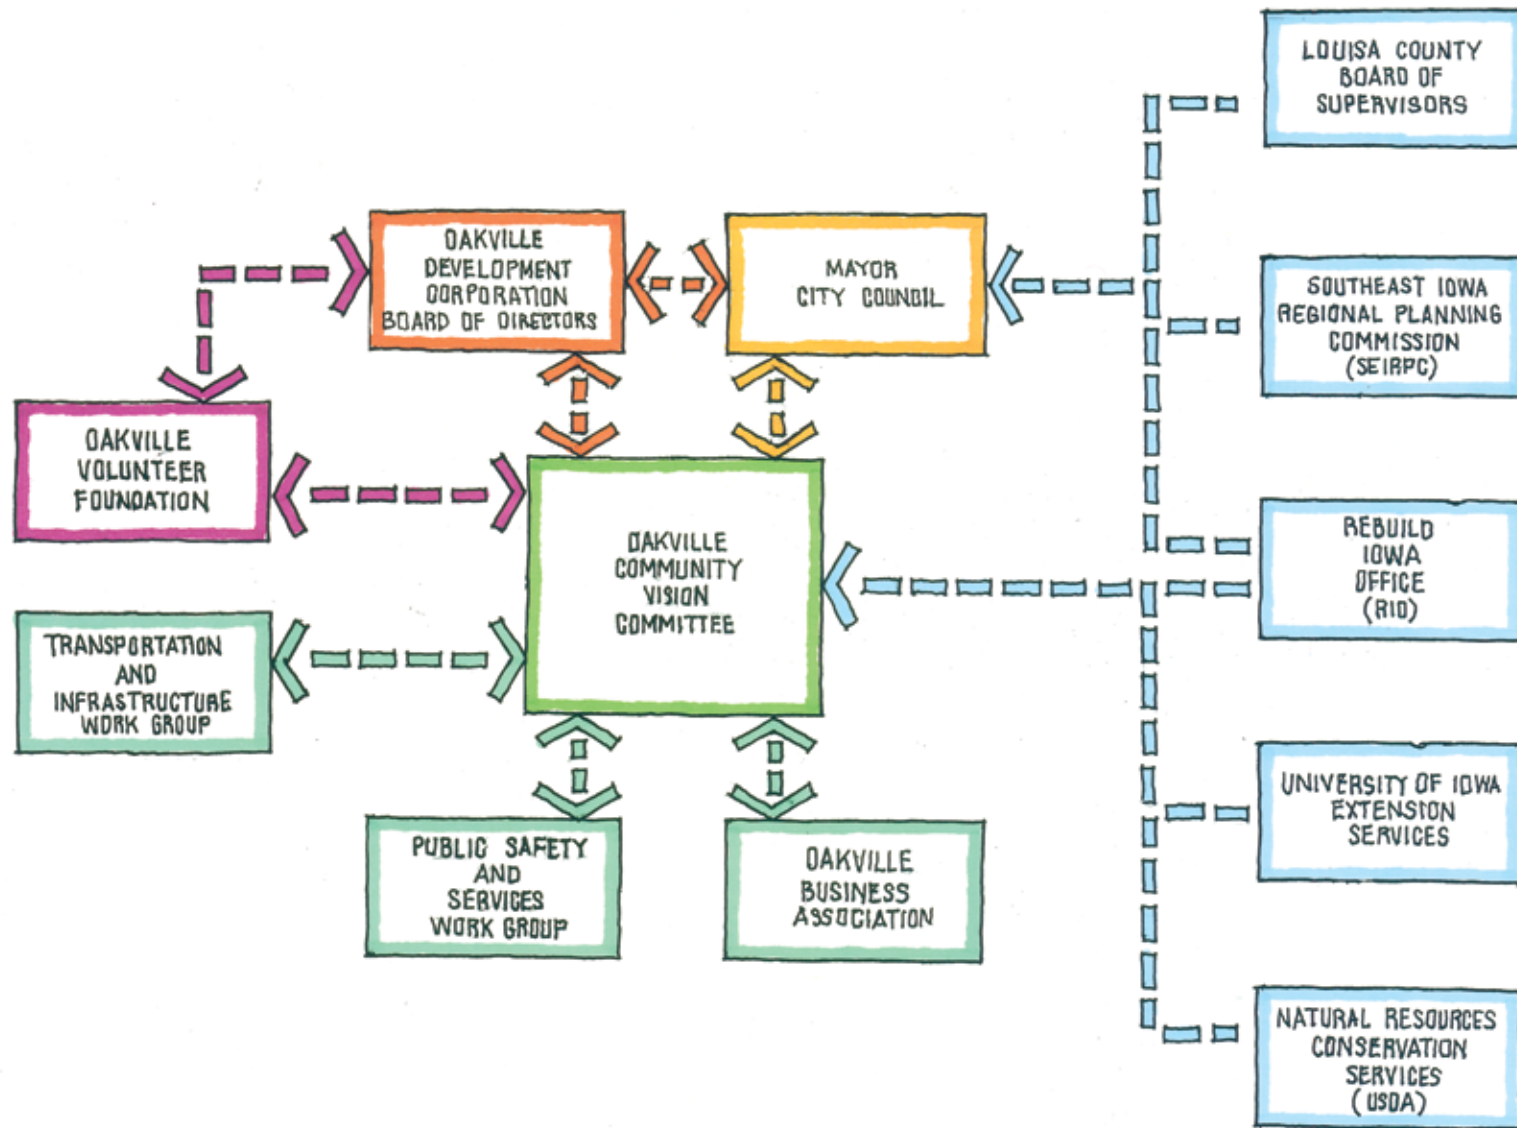 LOUISA COUNTY
BOARD OF
SUPERVISORS
OAKVILLE
DEVELOPMENT
CORPORATION
BOARD OF DIRECTORS
MAYOR
CITY COUNCIL
SOUTHEAST IOWA
REGIONAL PLANNING
COMMISSION
(SEIRPC)
OAKVILLE
VOLUNTEER
FOUNDATION
OAKVILLE
COMMUNITY
VISION
COMMITTEE
REBUILD
IOWA
OFFICE
(RIO)
TRANSPORTATION
AND
INFRASTRUCTURE
WORK GROUP
UNIVERSITY OF IOWA
EXTENSION
SERVICES
PUBLIC SAFETY
AND
SERVICES
WORK GROUP
OAKVILLE
BUSINESS
ASSOCIATION
NATURAL RESOURCES
CONSERVATION
SERVICES
(USDA)